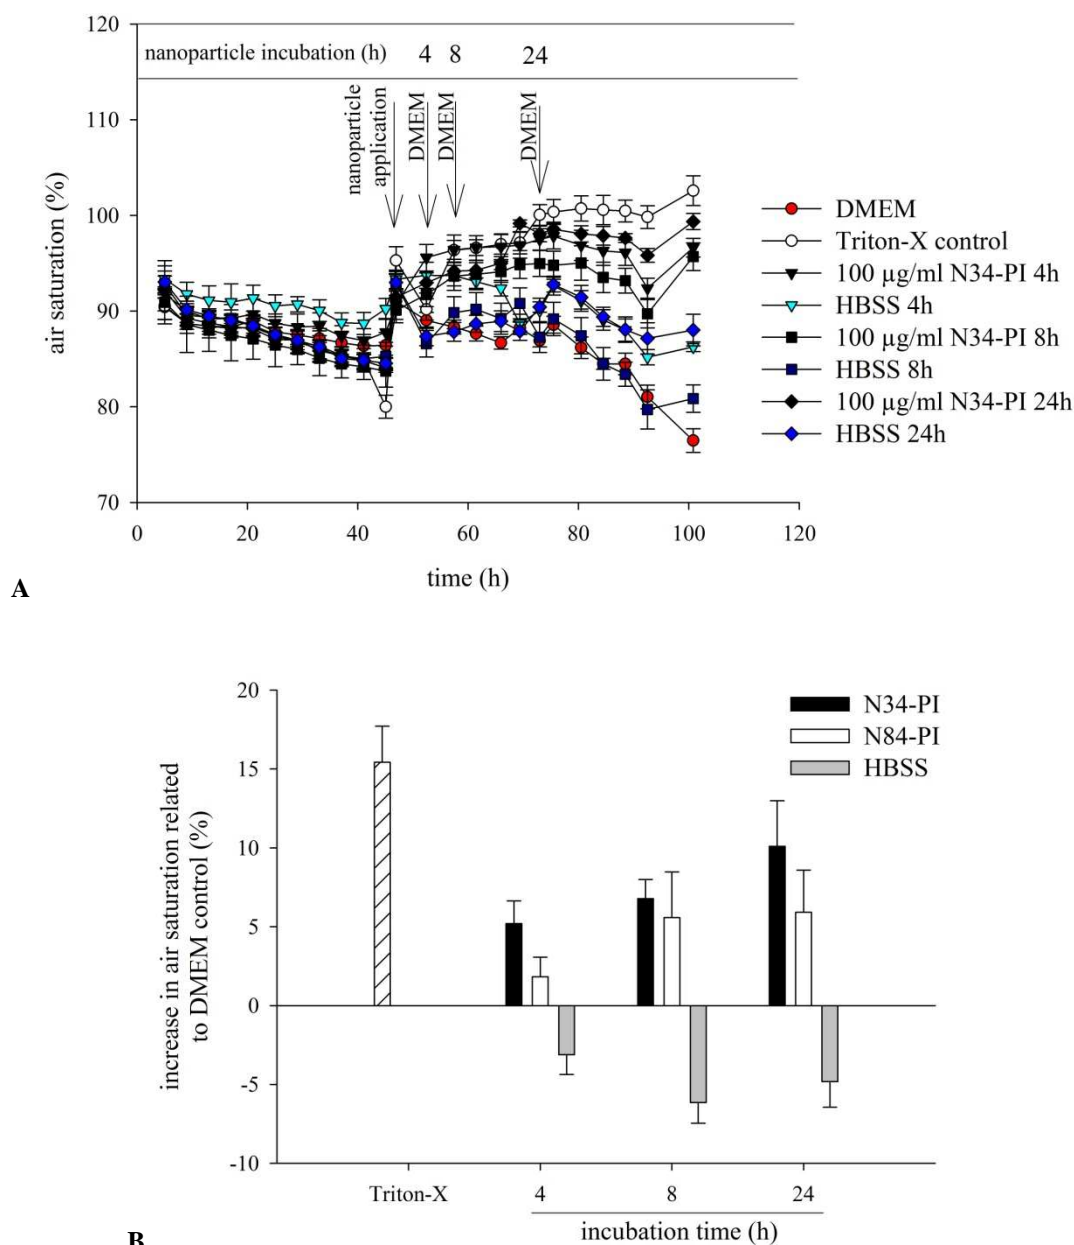 120
nanoparticle incubation (h) 4 8 24
110
nanoparticle
application
DMEM
DMEM
DMEM
100
90
80
70
air saturation (%)
0 20 40 60 80 100 120
time (h)
DMEM
Triton-X control
100 µg/ml N34-PI 4h
HBSS 4h
100 µg/ml N34-PI 8h
HBSS 8h
100 µg/ml N34-PI 24h
HBSS 24h
A
20
15
10
5
0
-5
-10
increase in air saturation related
to DMEM control (%)
N34-PI
N84-PI
HBSS
Triton-X 4 8 24
incubation time (h)
B